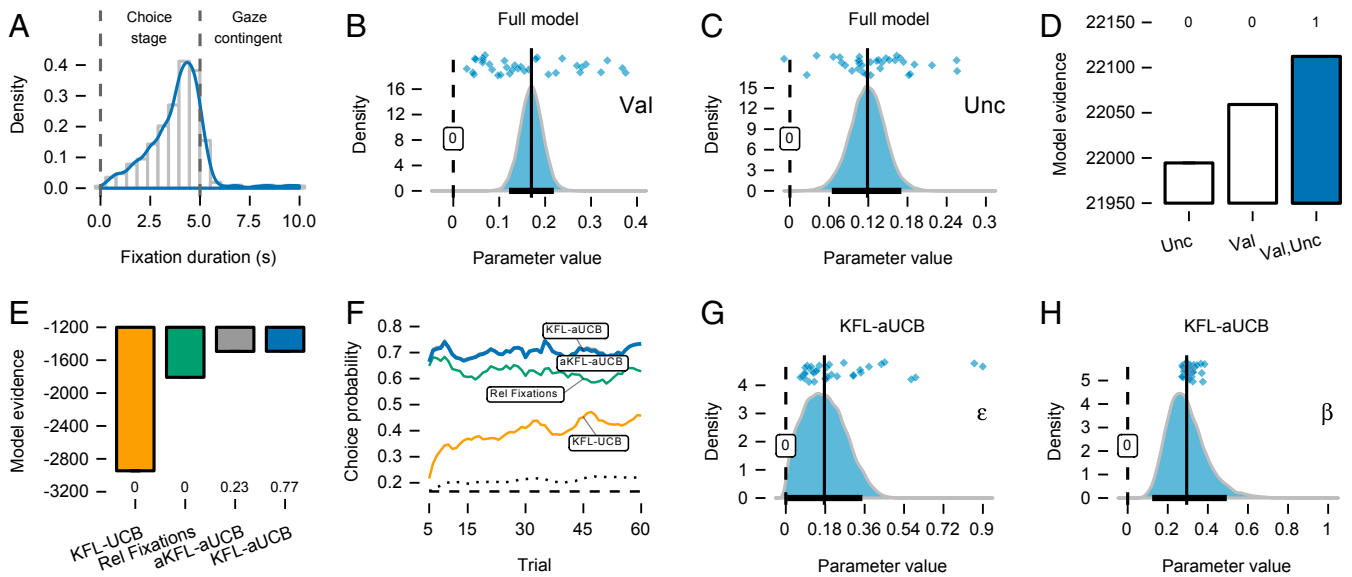 A
Choice
stage
Gaze
contingent
Density
0.4
0.3
0.2
0.1
0.0
0.0 2.5 5.0 7.5 10.0
Fixation duration (s)
B
Full model
Val
Density
16
12
8
4
0
0
0 0.1 0.2 0.3 0.4
Parameter value
C
Full model
Unc
Density
15
12
9
6
3
0
0
0 0.06 0.12 0.18 0.24 0.3
Parameter value
D
0 0 1
Model evidence
22150
22100
22050
22000
21950
Unc Val Val,Unc
E
Model evidence
-1200
-1600
-2000
-2400
-2800
-3200
0 0 0.23 0.77
KFL-UCB Rel Fixations aKFL-aUCB KFL-aUCB
F
Choice probability
0.8
0.7
0.6
0.5
0.4
0.3
0.2
KFL-aUCB
aKFL-aUCB
Rel Fixations
KFL-UCB
5 15 30 45 60
Trial
G
KFL-aUCB
ε
Density
4
3
2
1
0
0
0 0.18 0.36 0.54 0.72 0.9
Parameter value
H
KFL-aUCB
β
Density
5
4
3
2
1
0
0
0 0.2 0.4 0.6 0.8 1
Parameter value